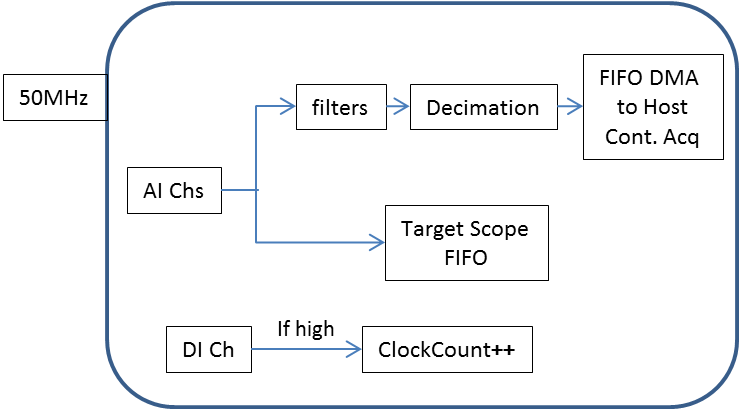 50MHz
filters
Decimation
FIFO DMA
to Host
Cont. Acq
AI Chs
Target Scope
FIFO
If high
DI Ch
ClockCount++